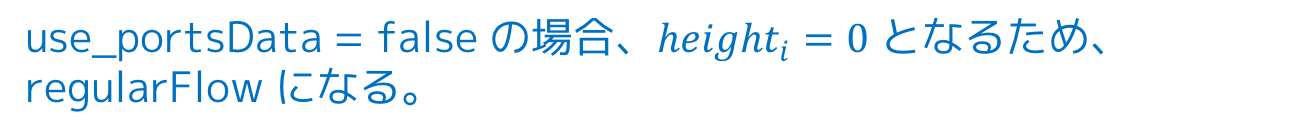 use_portsData = false の場合、height_i = 0 となるため、
regularFlow になる。